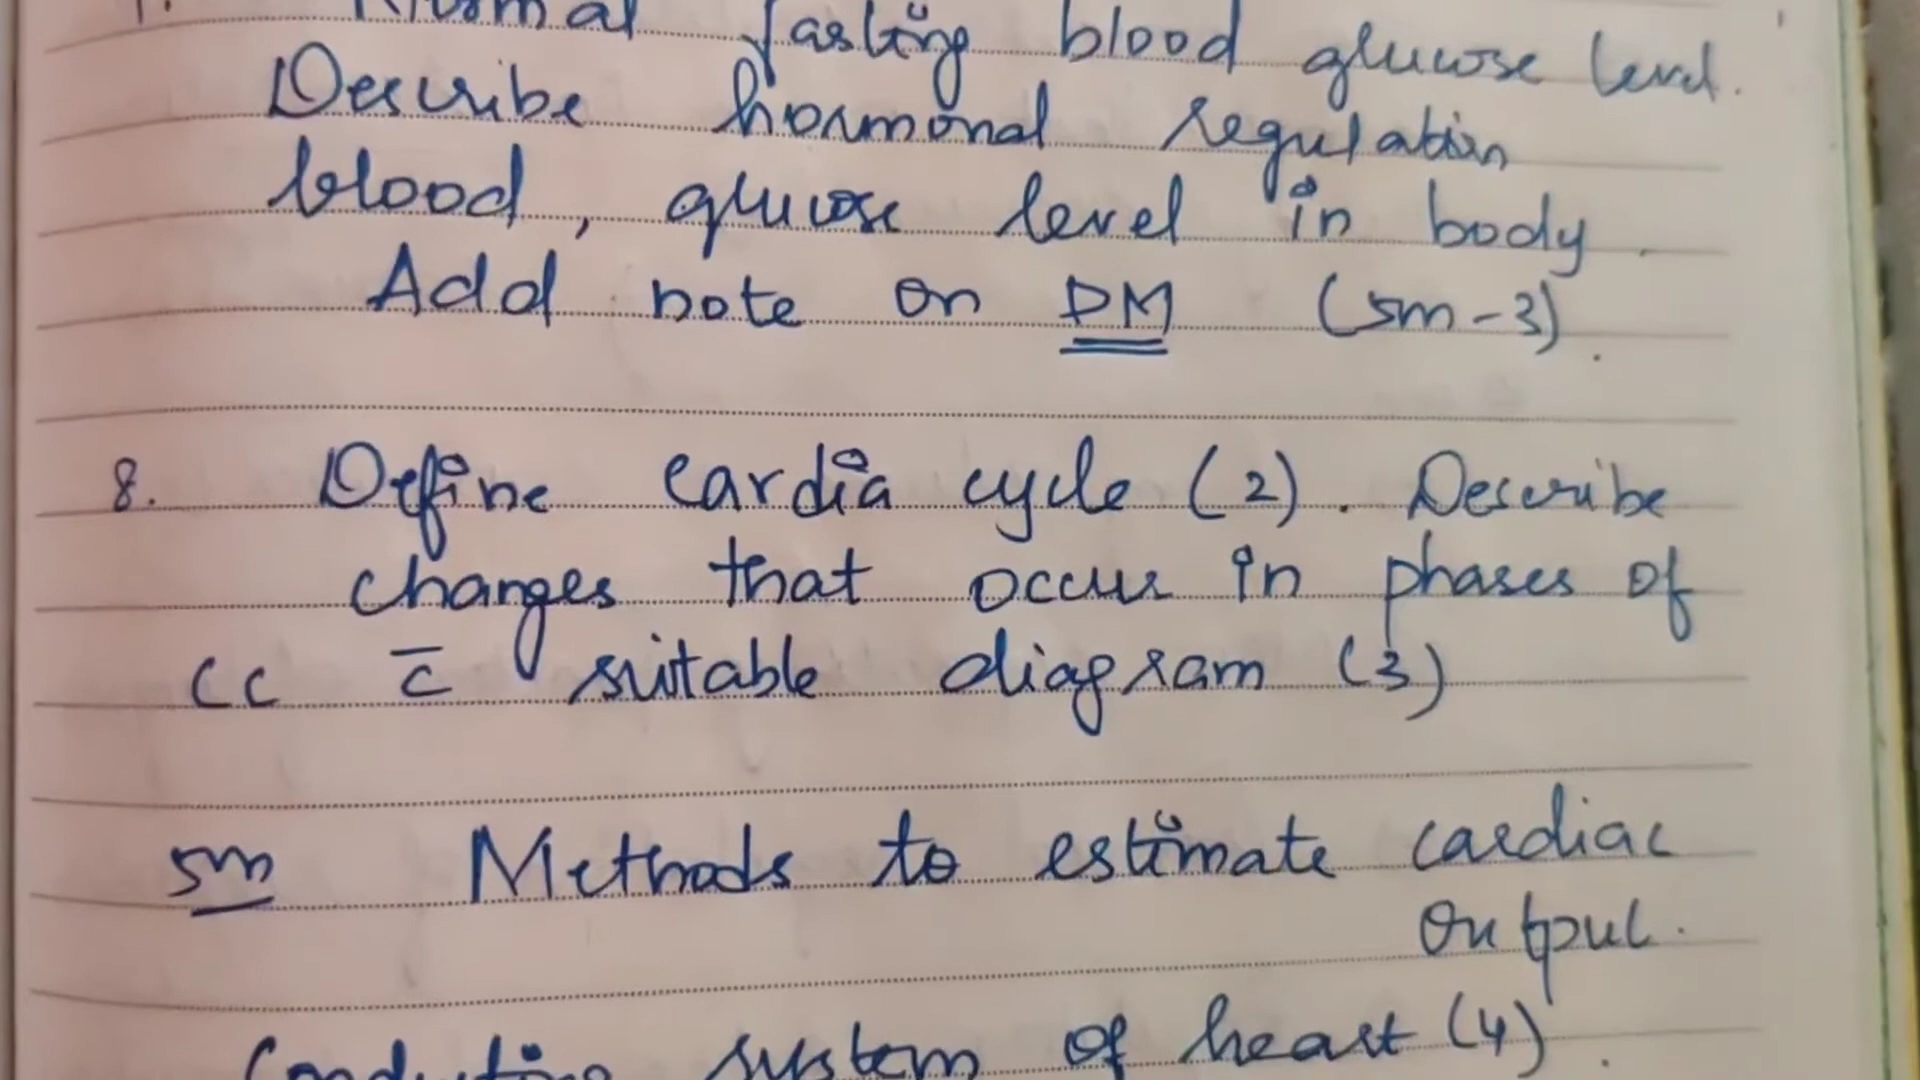 Normal fasting blood glucose level.
Describe hormonal regulation
blood, glucose level in body.
Add note on DM (5m-3).
8. Define cardia cycle (2). Describe
changes that occur in phases of
CC c̅ suitable diagram (3)
5m Methods to estimate cardiac
output.
Conducting system of heart (4).